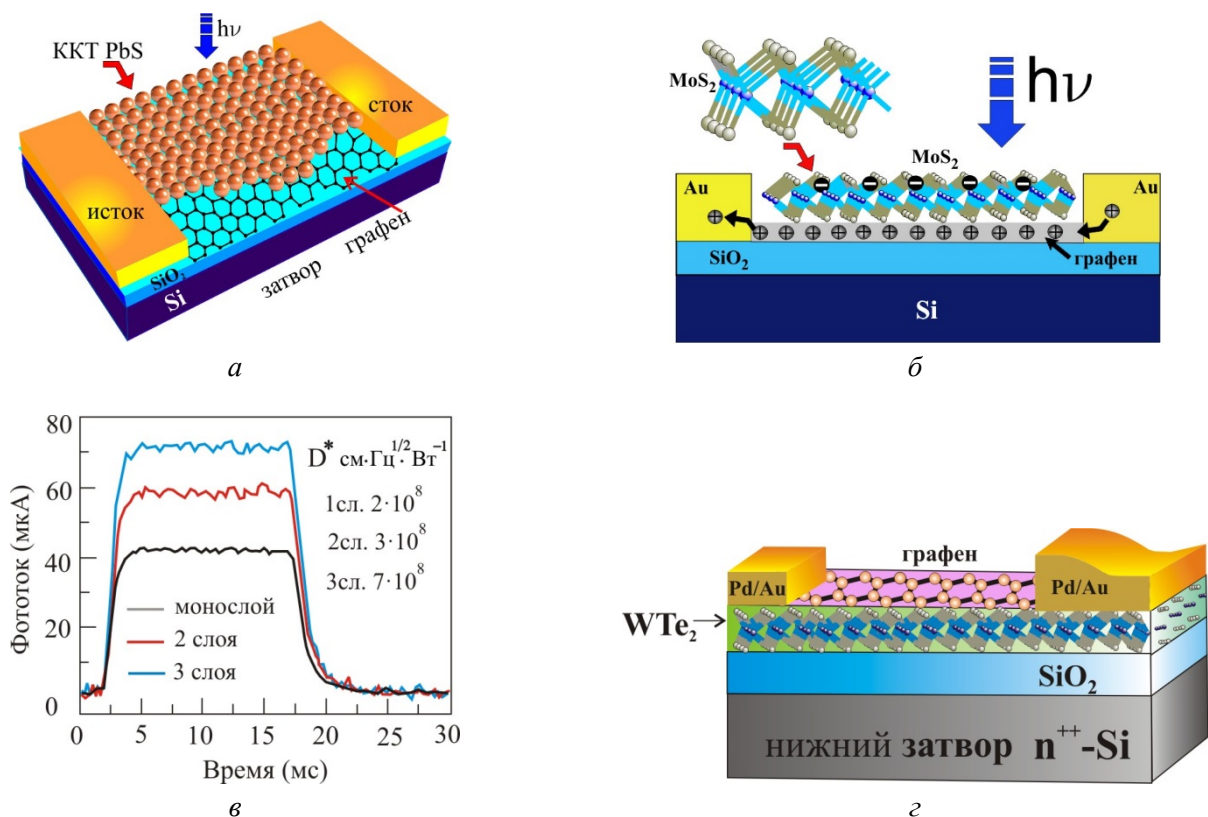 hν
ККТ PbS
сток
исток
графен
затвор
SiO₂
Si
а
MoS₂
hν
MoS₂
Au
Au
SiO₂
графен
Si
б
80
60
40
20
0
Фототок (мкА)
D* см·Гц^1/2·Вт^-1
1сл. 2·10^8
2сл. 3·10^8
3сл. 7·10^8
монослой
2 слоя
3 слоя
0 5 10 15 20 25 30
Время (мс)
в
графен
Pd/Au
Pd/Au
WTe₂
SiO₂
нижний затвор n⁺⁺-Si
г